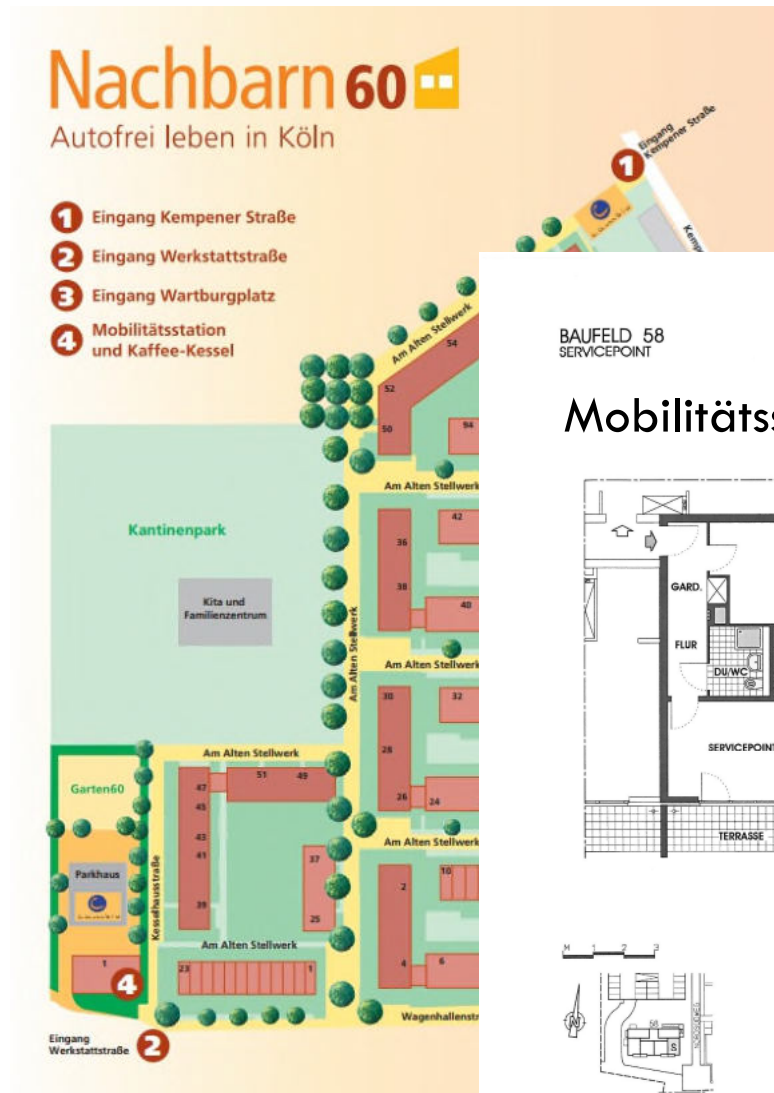 Nachbarn 60
Autofrei leben in Köln
1 Eingang Kempener Straße
2 Eingang Werkstattstraße
3 Eingang Wartburgplatz
4 Mobilitätsstation
und Kaffee-Kessel
Eingang
Kempener Straße
1
Kemp
Am Alten Stellwerk
54
52
50
94
Am Alten Stellwerk
42
36
38
40
Kantinenpark
Kita und
Familienzentrum
Am Alten Stellwerk
Am Alten Stellwerk
30
32
28
26
24
Am Alten Stellwerk
51
49
47
45
43
41
39
37
25
Garten60
Parkhaus
Kesselhausstraße
Am Alten Stellwerk
10
2
4
6
Am Alten Stellwerk
23
1
1
4
Wagenhallenstr
Eingang
Werkstattstraße
2
BAUFELD 58
SERVICEPOINT
Mobilitäts
GARD.
FLUR
DU/WC
SERVICEPOINT
TERRASSE
M 1 2 3
S